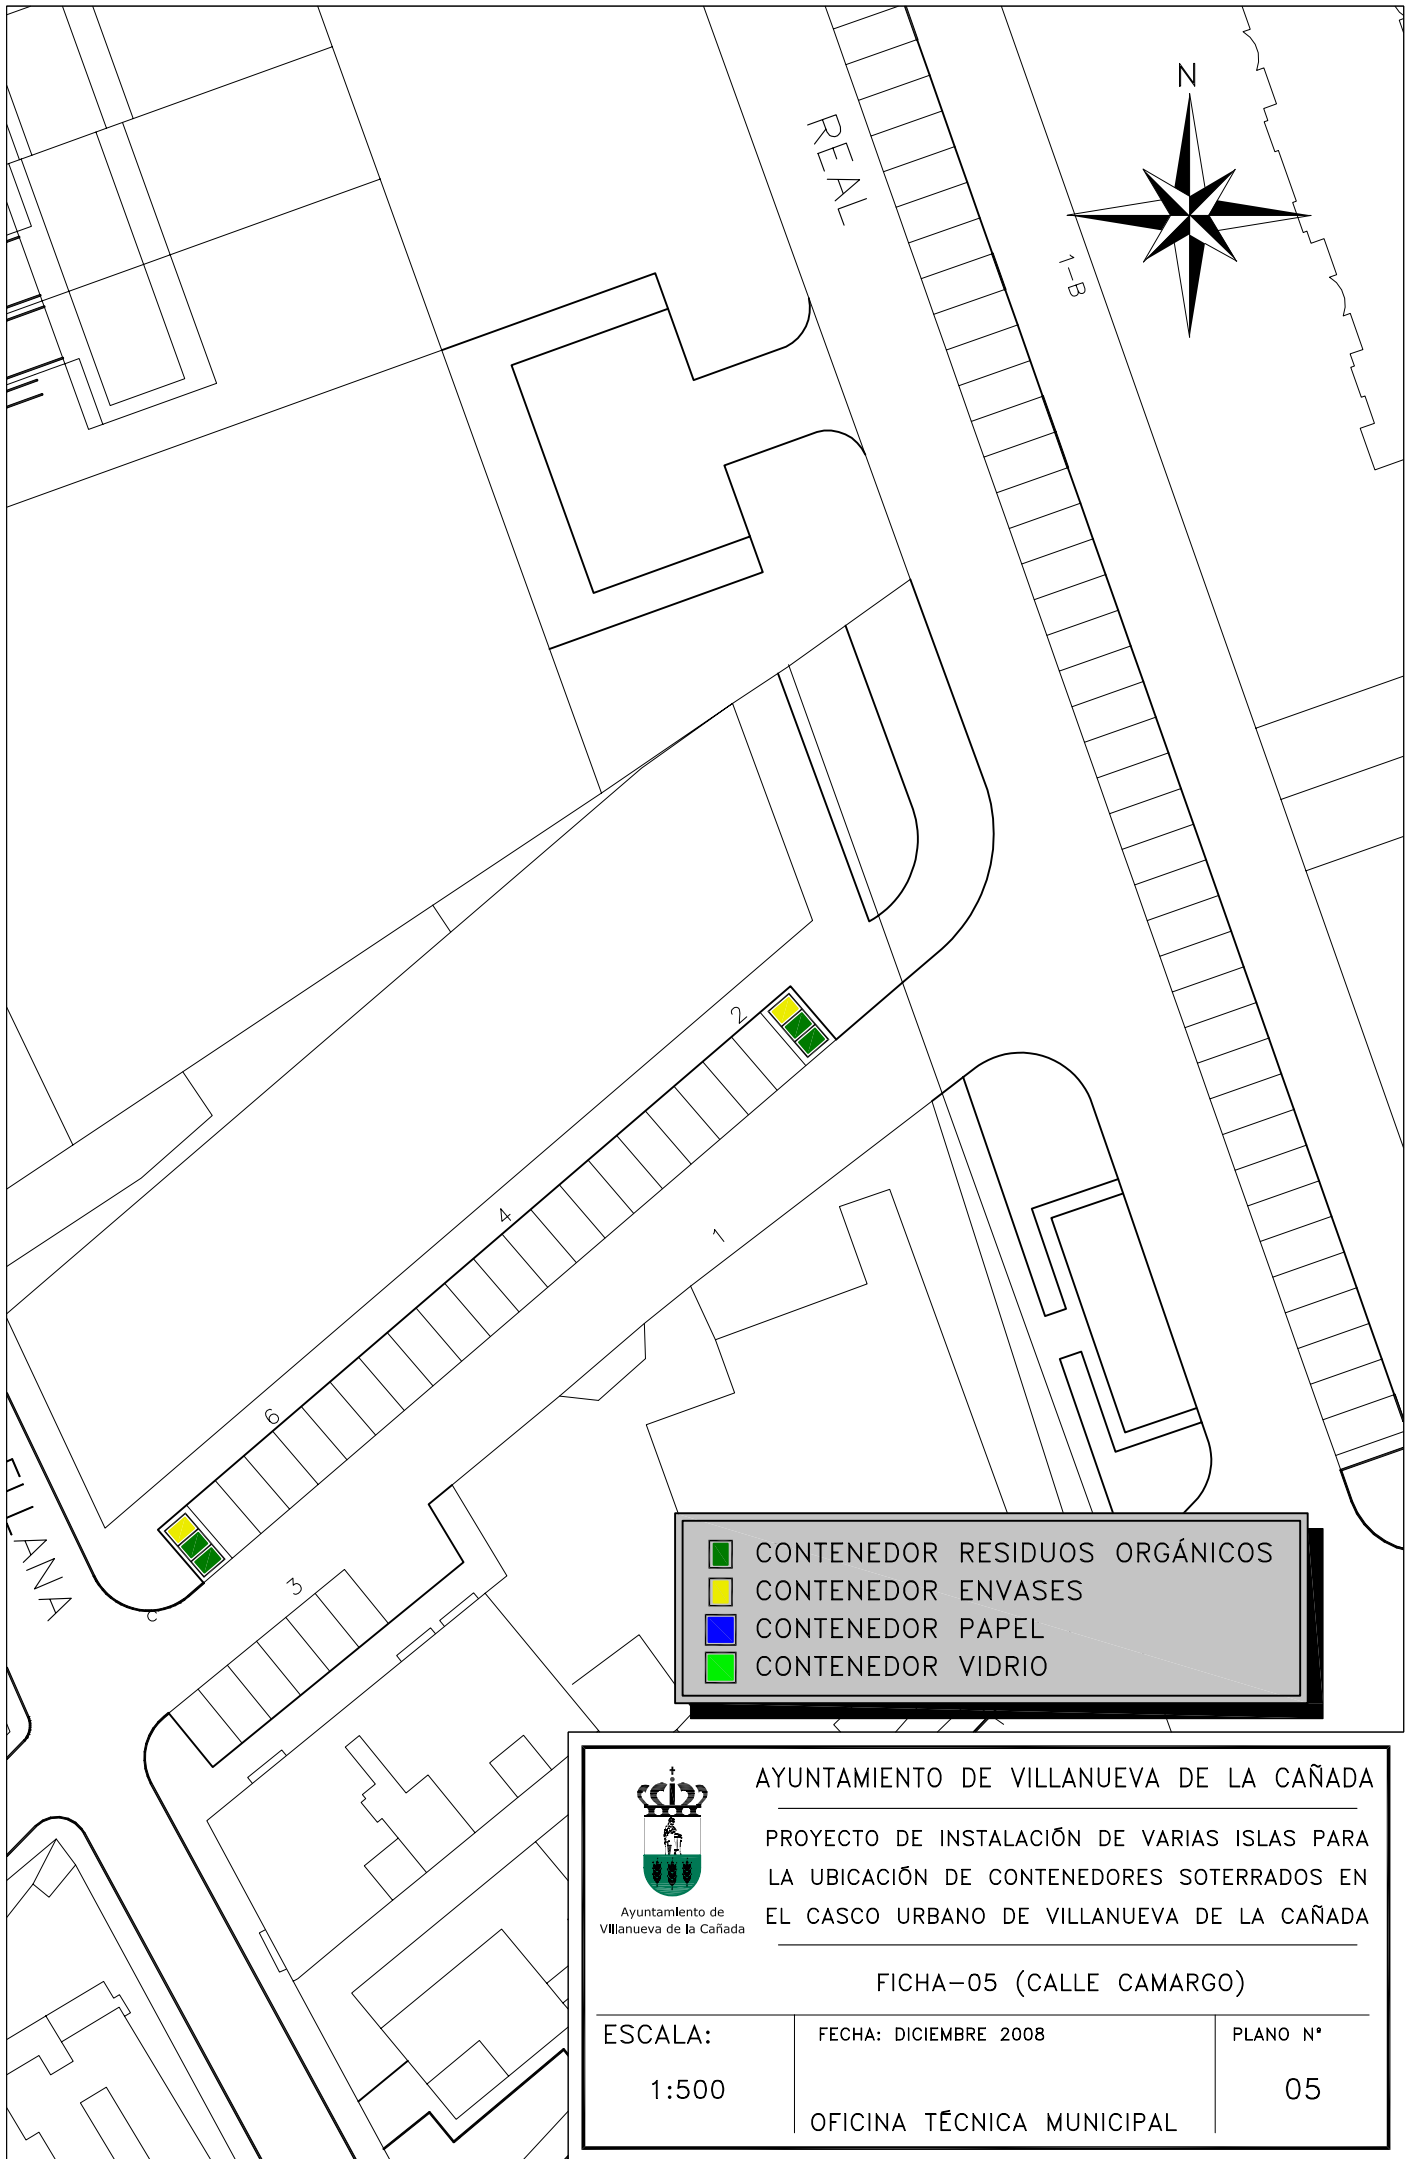 N
REAL
1-B
2
4
1
6
3
C
CONTENEDOR RESIDUOS ORGÁNICOS
CONTENEDOR ENVASES
CONTENEDOR PAPEL
CONTENEDOR VIDRIO
AYUNTAMIENTO DE VILLANUEVA DE LA CAÑADA
PROYECTO DE INSTALACIÓN DE VARIAS ISLAS PARA
LA UBICACIÓN DE CONTENEDORES SOTERRADOS EN
EL CASCO URBANO DE VILLANUEVA DE LA CAÑADA
Ayuntamiento de
Villanueva de la Cañada
FICHA-05 (CALLE CAMARGO)
ESCALA:
1:500
FECHA: DICIEMBRE 2008
OFICINA TÉCNICA MUNICIPAL
PLANO Nº
05